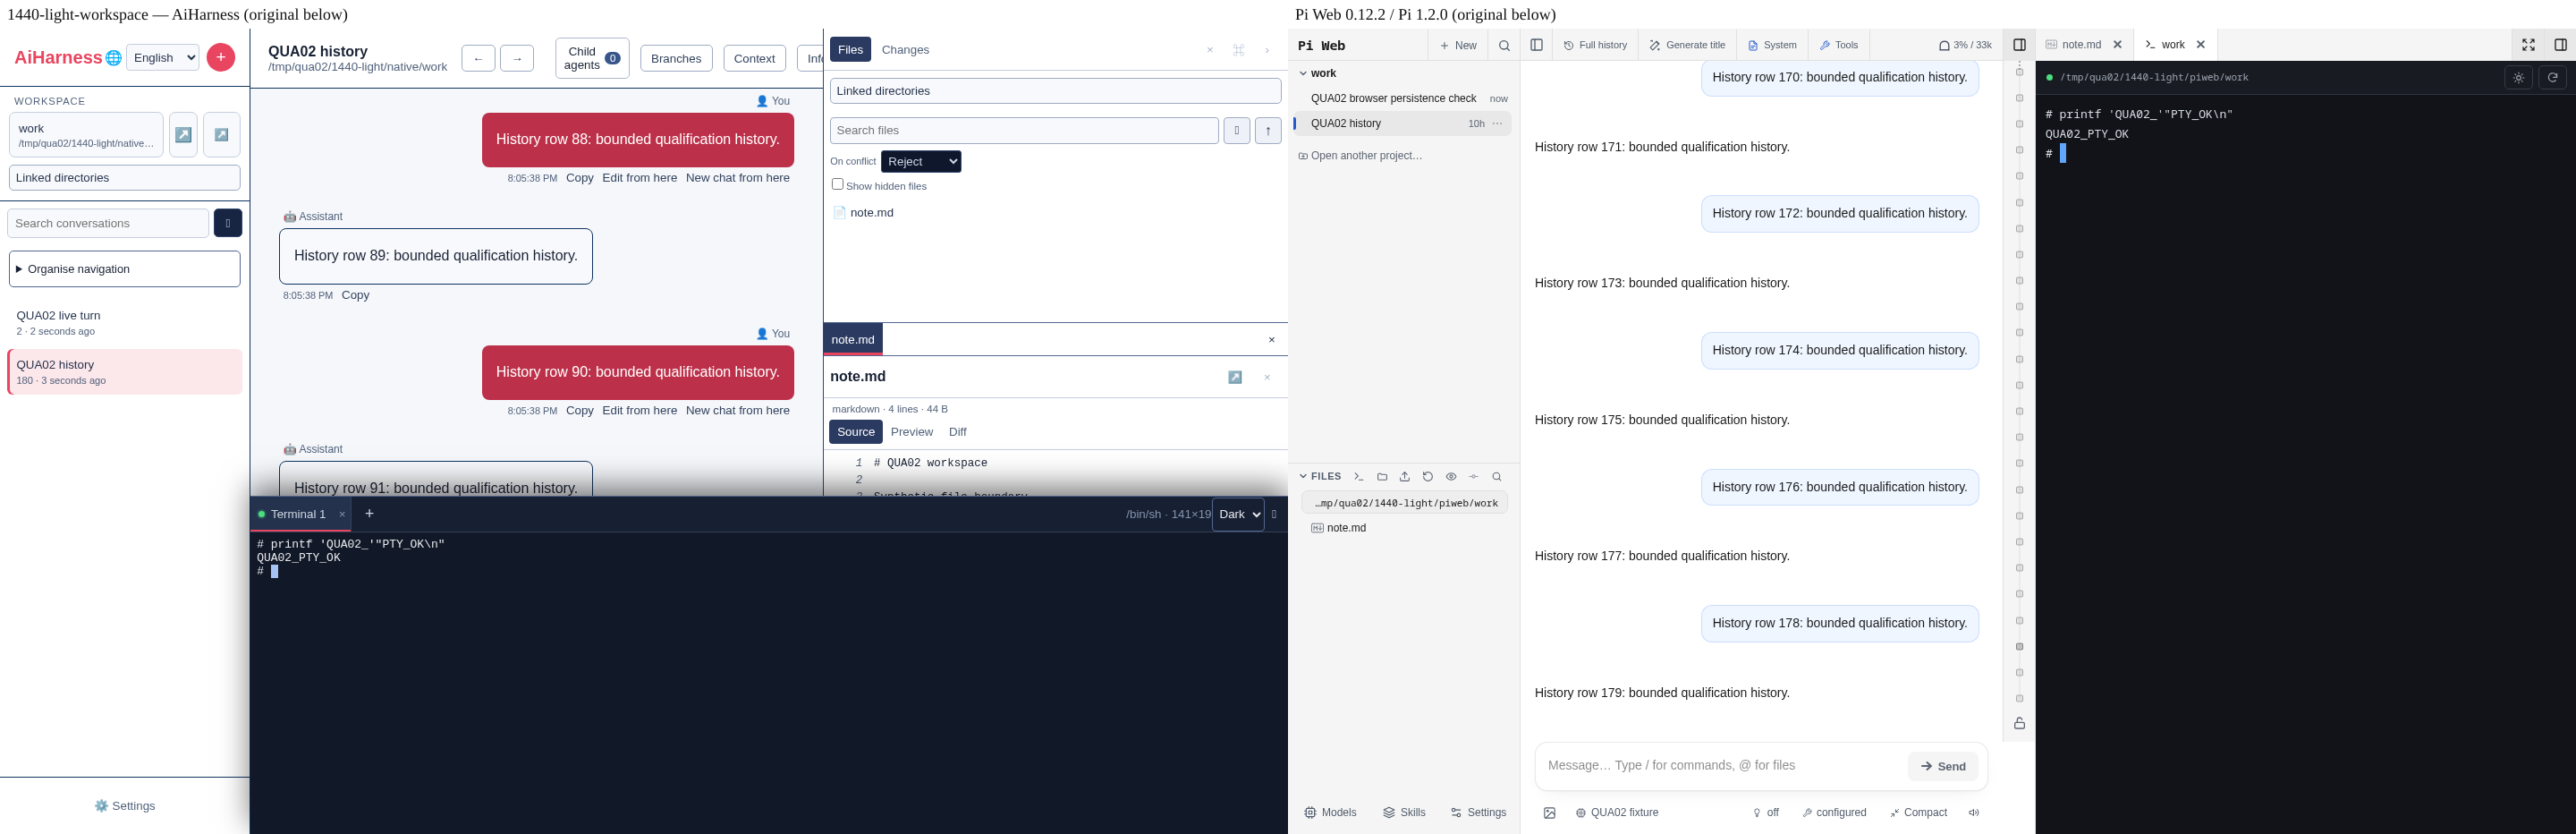 1440-light-workspace — AiHarness (original below)
AiHarness
English
+
WORKSPACE
work
/tmp/qua02/1440-light/native…
Linked directories
Search conversations
Organise navigation
QUA02 live turn
2 · 2 seconds ago
QUA02 history
180 · 3 seconds ago
Settings
QUA02 history
/tmp/qua02/1440-light/native/work
← →
Child agents 0
Branches
Context
You
History row 88: bounded qualification history.
8:05:38 PM Copy Edit from here New chat from here
Assistant
History row 89: bounded qualification history.
8:05:38 PM Copy
You
History row 90: bounded qualification history.
8:05:38 PM Copy Edit from here New chat from here
Assistant
History row 91: bounded qualification history.
Files Changes
Linked directories
Search files
On conflict Reject
Show hidden files
note.md
note.md ×
note.md
markdown · 4 lines · 44 B
Source Preview Diff
1 # QUA02 workspace
2
Terminal 1 × +
/bin/sh · 141×19 Dark
# printf 'QUA02_'"PTY_OK\n"
QUA02_PTY_OK
#
Pi Web 0.12.2 / Pi 1.2.0 (original below)
Pi Web
New
work
QUA02 browser persistence check now
QUA02 history 10h ···
Open another project…
FILES
…mp/qua02/1440-light/piweb/work
note.md
Models Skills Settings
Full history Generate title System Tools 3% / 33k
History row 170: bounded qualification history.
History row 171: bounded qualification history.
History row 172: bounded qualification history.
History row 173: bounded qualification history.
History row 174: bounded qualification history.
History row 175: bounded qualification history.
History row 176: bounded qualification history.
History row 177: bounded qualification history.
History row 178: bounded qualification history.
History row 179: bounded qualification history.
Message… Type / for commands, @ for files
Send
QUA02 fixture off configured Compact
note.md work
/tmp/qua02/1440-light/piweb/work
# printf 'QUA02_'"PTY_OK\n"
QUA02_PTY_OK
#